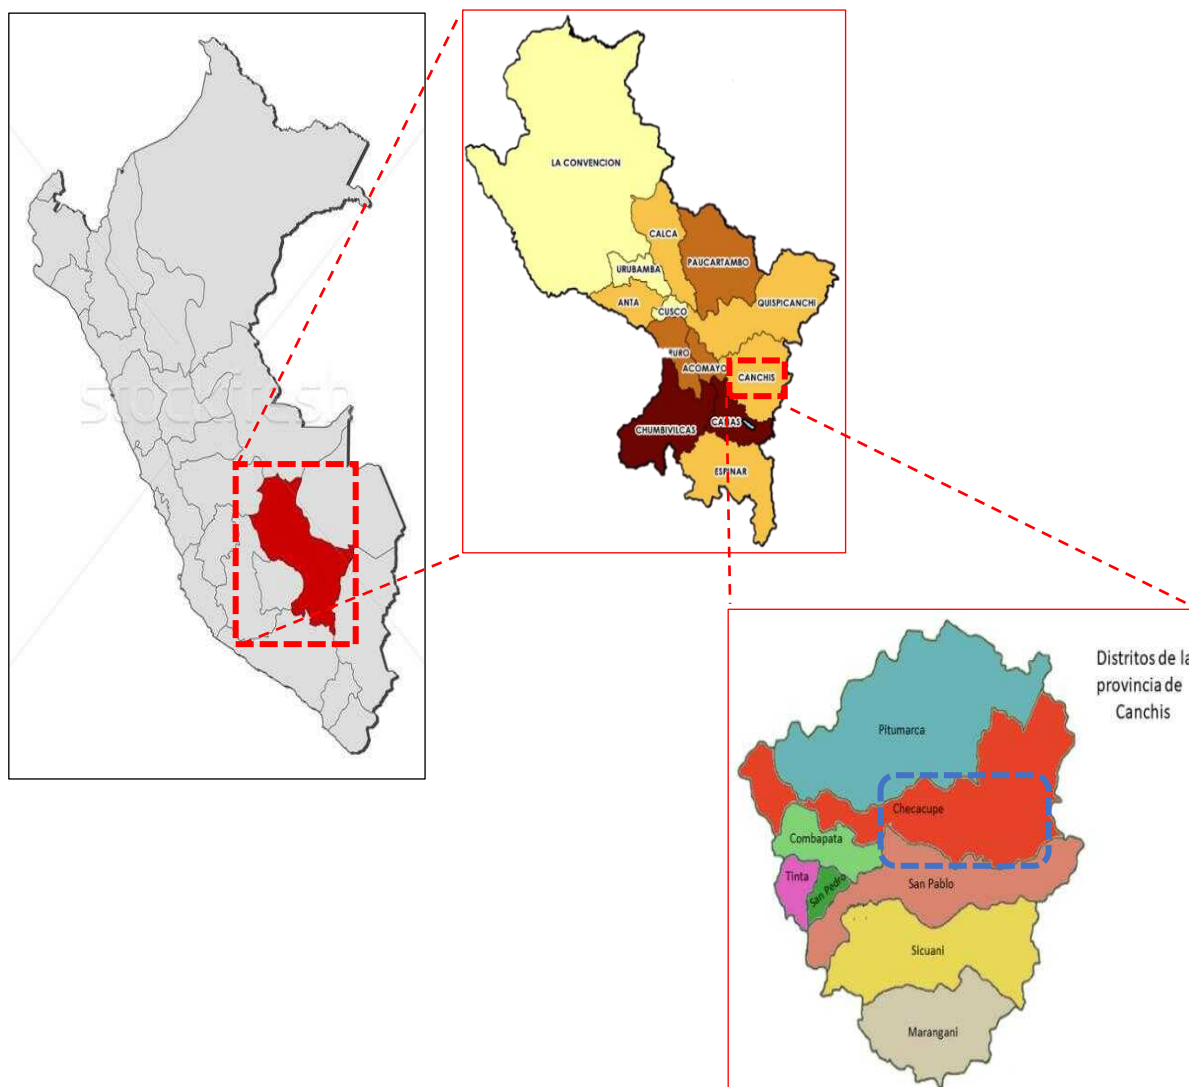 stockfresh
LA CONVENCION
CALCA
PAUCARTAMBO
URUBAMBA
QUISPICANCHI
ANTA
CUSCO
URO
ACOMAYO
CANCHIS
CHUMBIVILCAS
ESPINAR
Distritos de la
provincia de
Canchis
Pitumarca
Checacupe
Combapata
Tinta
San Pedro
San Pablo
Sicuani
Marangani